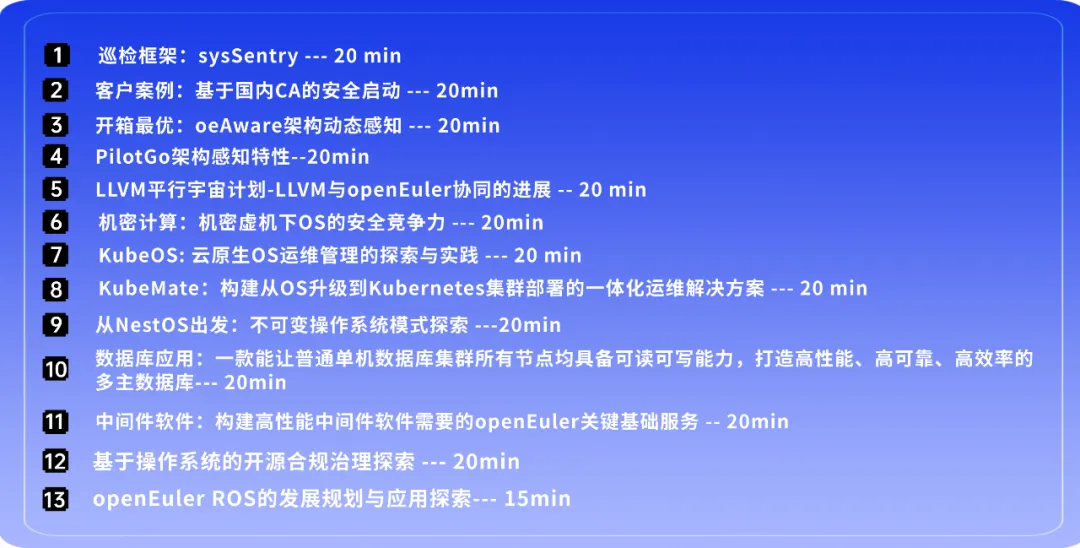 1 巡检框架：sysSentry --- 20 min
2 客户案例：基于国内CA的安全启动 --- 20min
3 开箱最优：oeAware架构动态感知 --- 20min
4 PilotGo架构感知特性--20min
5 LLVM平行宇宙计划-LLVM与openEuler协同的进展 -- 20 min
6 机密计算：机密虚机下OS的安全竞争力 --- 20min
7 KubeOS: 云原生OS运维管理的探索与实践 --- 20 min
8 KubeMate：构建从OS升级到Kubernetes集群部署的一体化运维解决方案 --- 20 min
9 从NestOS出发：不可变操作系统模式探索 ---20min
10 数据库应用：一款能让普通单机数据库集群所有节点均具备可读可写能力，打造高性能、高可靠、高效率的
多主数据库--- 20min
11 中间件软件：构建高性能中间件软件需要的openEuler关键基础服务 -- 20min
12 基于操作系统的开源合规治理探索 --- 20min
13 openEuler ROS的发展规划与应用探索--- 15min